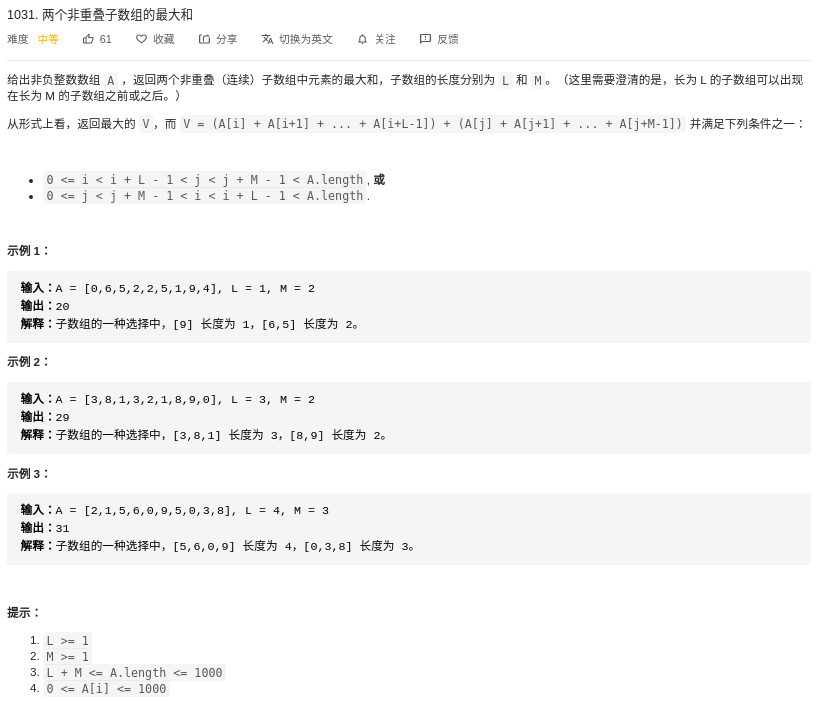 1031. 两个非重叠子数组的最大和
难度 中等 61 收藏 分享 切换为英文 关注 反馈
给出非负整数数组 A ，返回两个非重叠（连续）子数组中元素的最大和，子数组的长度分别为 L 和 M。（这里需要澄清的是，长为 L 的子数组可以出现
在长为 M 的子数组之前或之后。）
从形式上看，返回最大的 V，而 V = (A[i] + A[i+1] + ... + A[i+L-1]) + (A[j] + A[j+1] + ... + A[j+M-1]) 并满足下列条件之一：
• 0 <= i < i + L - 1 < j < j + M - 1 < A.length, 或
• 0 <= j < j + M - 1 < i < i + L - 1 < A.length.
示例 1：
输入：A = [0,6,5,2,2,5,1,9,4], L = 1, M = 2
输出：20
解释：子数组的一种选择中，[9] 长度为 1，[6,5] 长度为 2。
示例 2：
输入：A = [3,8,1,3,2,1,8,9,0], L = 3, M = 2
输出：29
解释：子数组的一种选择中，[3,8,1] 长度为 3，[8,9] 长度为 2。
示例 3：
输入：A = [2,1,5,6,0,9,5,0,3,8], L = 4, M = 3
输出：31
解释：子数组的一种选择中，[5,6,0,9] 长度为 4，[0,3,8] 长度为 3。
提示：
1. L >= 1
2. M >= 1
3. L + M <= A.length <= 1000
4. 0 <= A[i] <= 1000